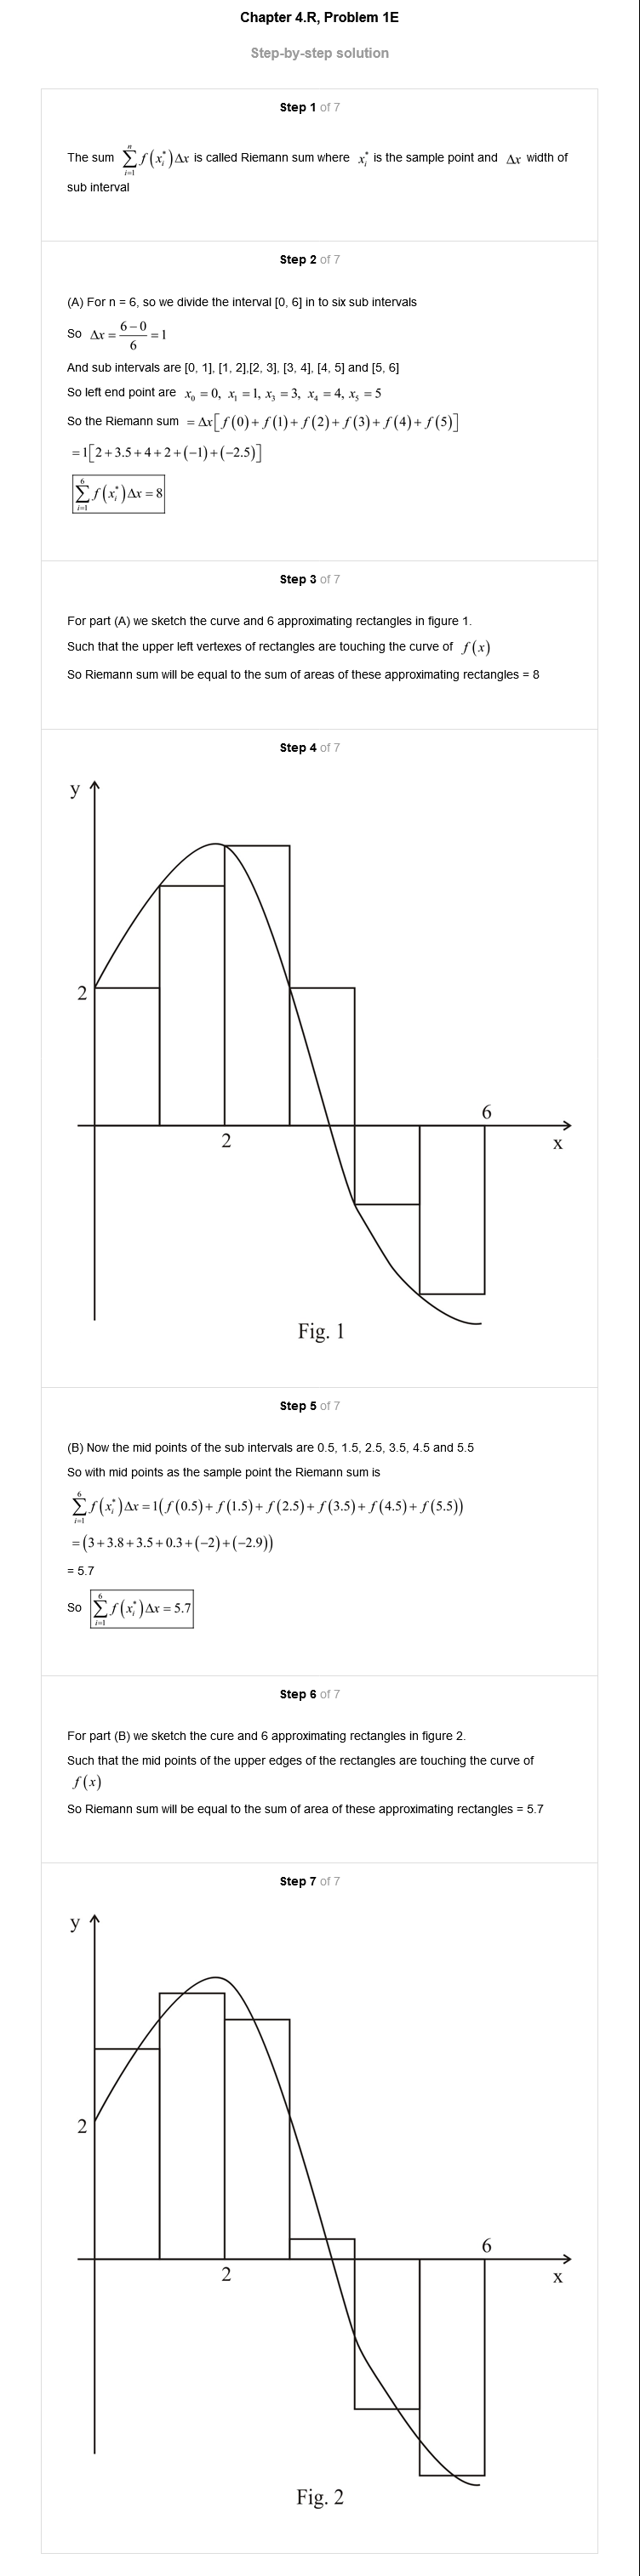 Chapter 4.R, Problem 1E
Step-by-step solution
Step 1 of 7
The sum \sum_{i=1}^{n} f(x_i^*) Δx is called Riemann sum where x_i^* is the sample point and Δx width of
sub interval
Step 2 of 7
(A) For n = 6, so we divide the interval [0, 6] in to six sub intervals
So Δx = \frac{6-0}{6} = 1
And sub intervals are [0, 1], [1, 2],[2, 3], [3, 4], [4, 5] and [5, 6]
So left end point are x_0 = 0, x_1 = 1, x_3 = 3, x_4 = 4, x_5 = 5
So the Riemann sum = Δx[f(0)+f(1)+f(2)+f(3)+f(4)+f(5)]
=1[2+3.5+4+2+(-1)+(-2.5)]
\sum_{i=1}^{6} f(x_i^*) Δx = 8
Step 3 of 7
For part (A) we sketch the curve and 6 approximating rectangles in figure 1.
Such that the upper left vertexes of rectangles are touching the curve of f(x)
So Riemann sum will be equal to the sum of areas of these approximating rectangles = 8
Step 4 of 7
y
2
6
2
x
Fig. 1
Step 5 of 7
(B) Now the mid points of the sub intervals are 0.5, 1.5, 2.5, 3.5, 4.5 and 5.5
So with mid points as the sample point the Riemann sum is
\sum_{i=1}^{6} f(x_i^*) Δx = 1(f(0.5)+f(1.5)+f(2.5)+f(3.5)+f(4.5)+f(5.5))
=(3+3.8+3.5+0.3+(-2)+(-2.9))
= 5.7
So \sum_{i=1}^{6} f(x_i^*) Δx = 5.7
Step 6 of 7
For part (B) we sketch the cure and 6 approximating rectangles in figure 2.
Such that the mid points of the upper edges of the rectangles are touching the curve of
f(x)
So Riemann sum will be equal to the sum of area of these approximating rectangles = 5.7
Step 7 of 7
y
2
6
2
x
Fig. 2